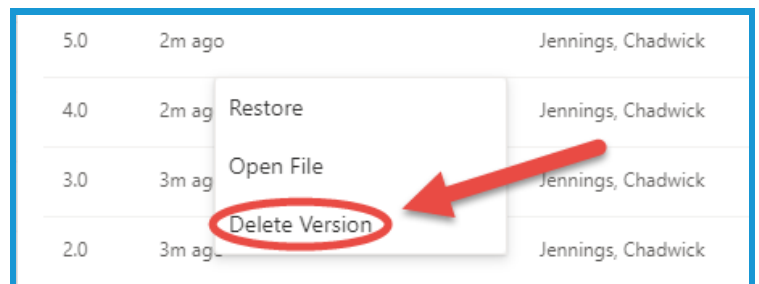 5.0 2m ago Jennings, Chadwick
Restore
4.0 2m ag Jennings, Chadwick
Open File
3.0 3m ag Jennings, Chadwick
Delete Version
2.0 3m ago Jennings, Chadwick